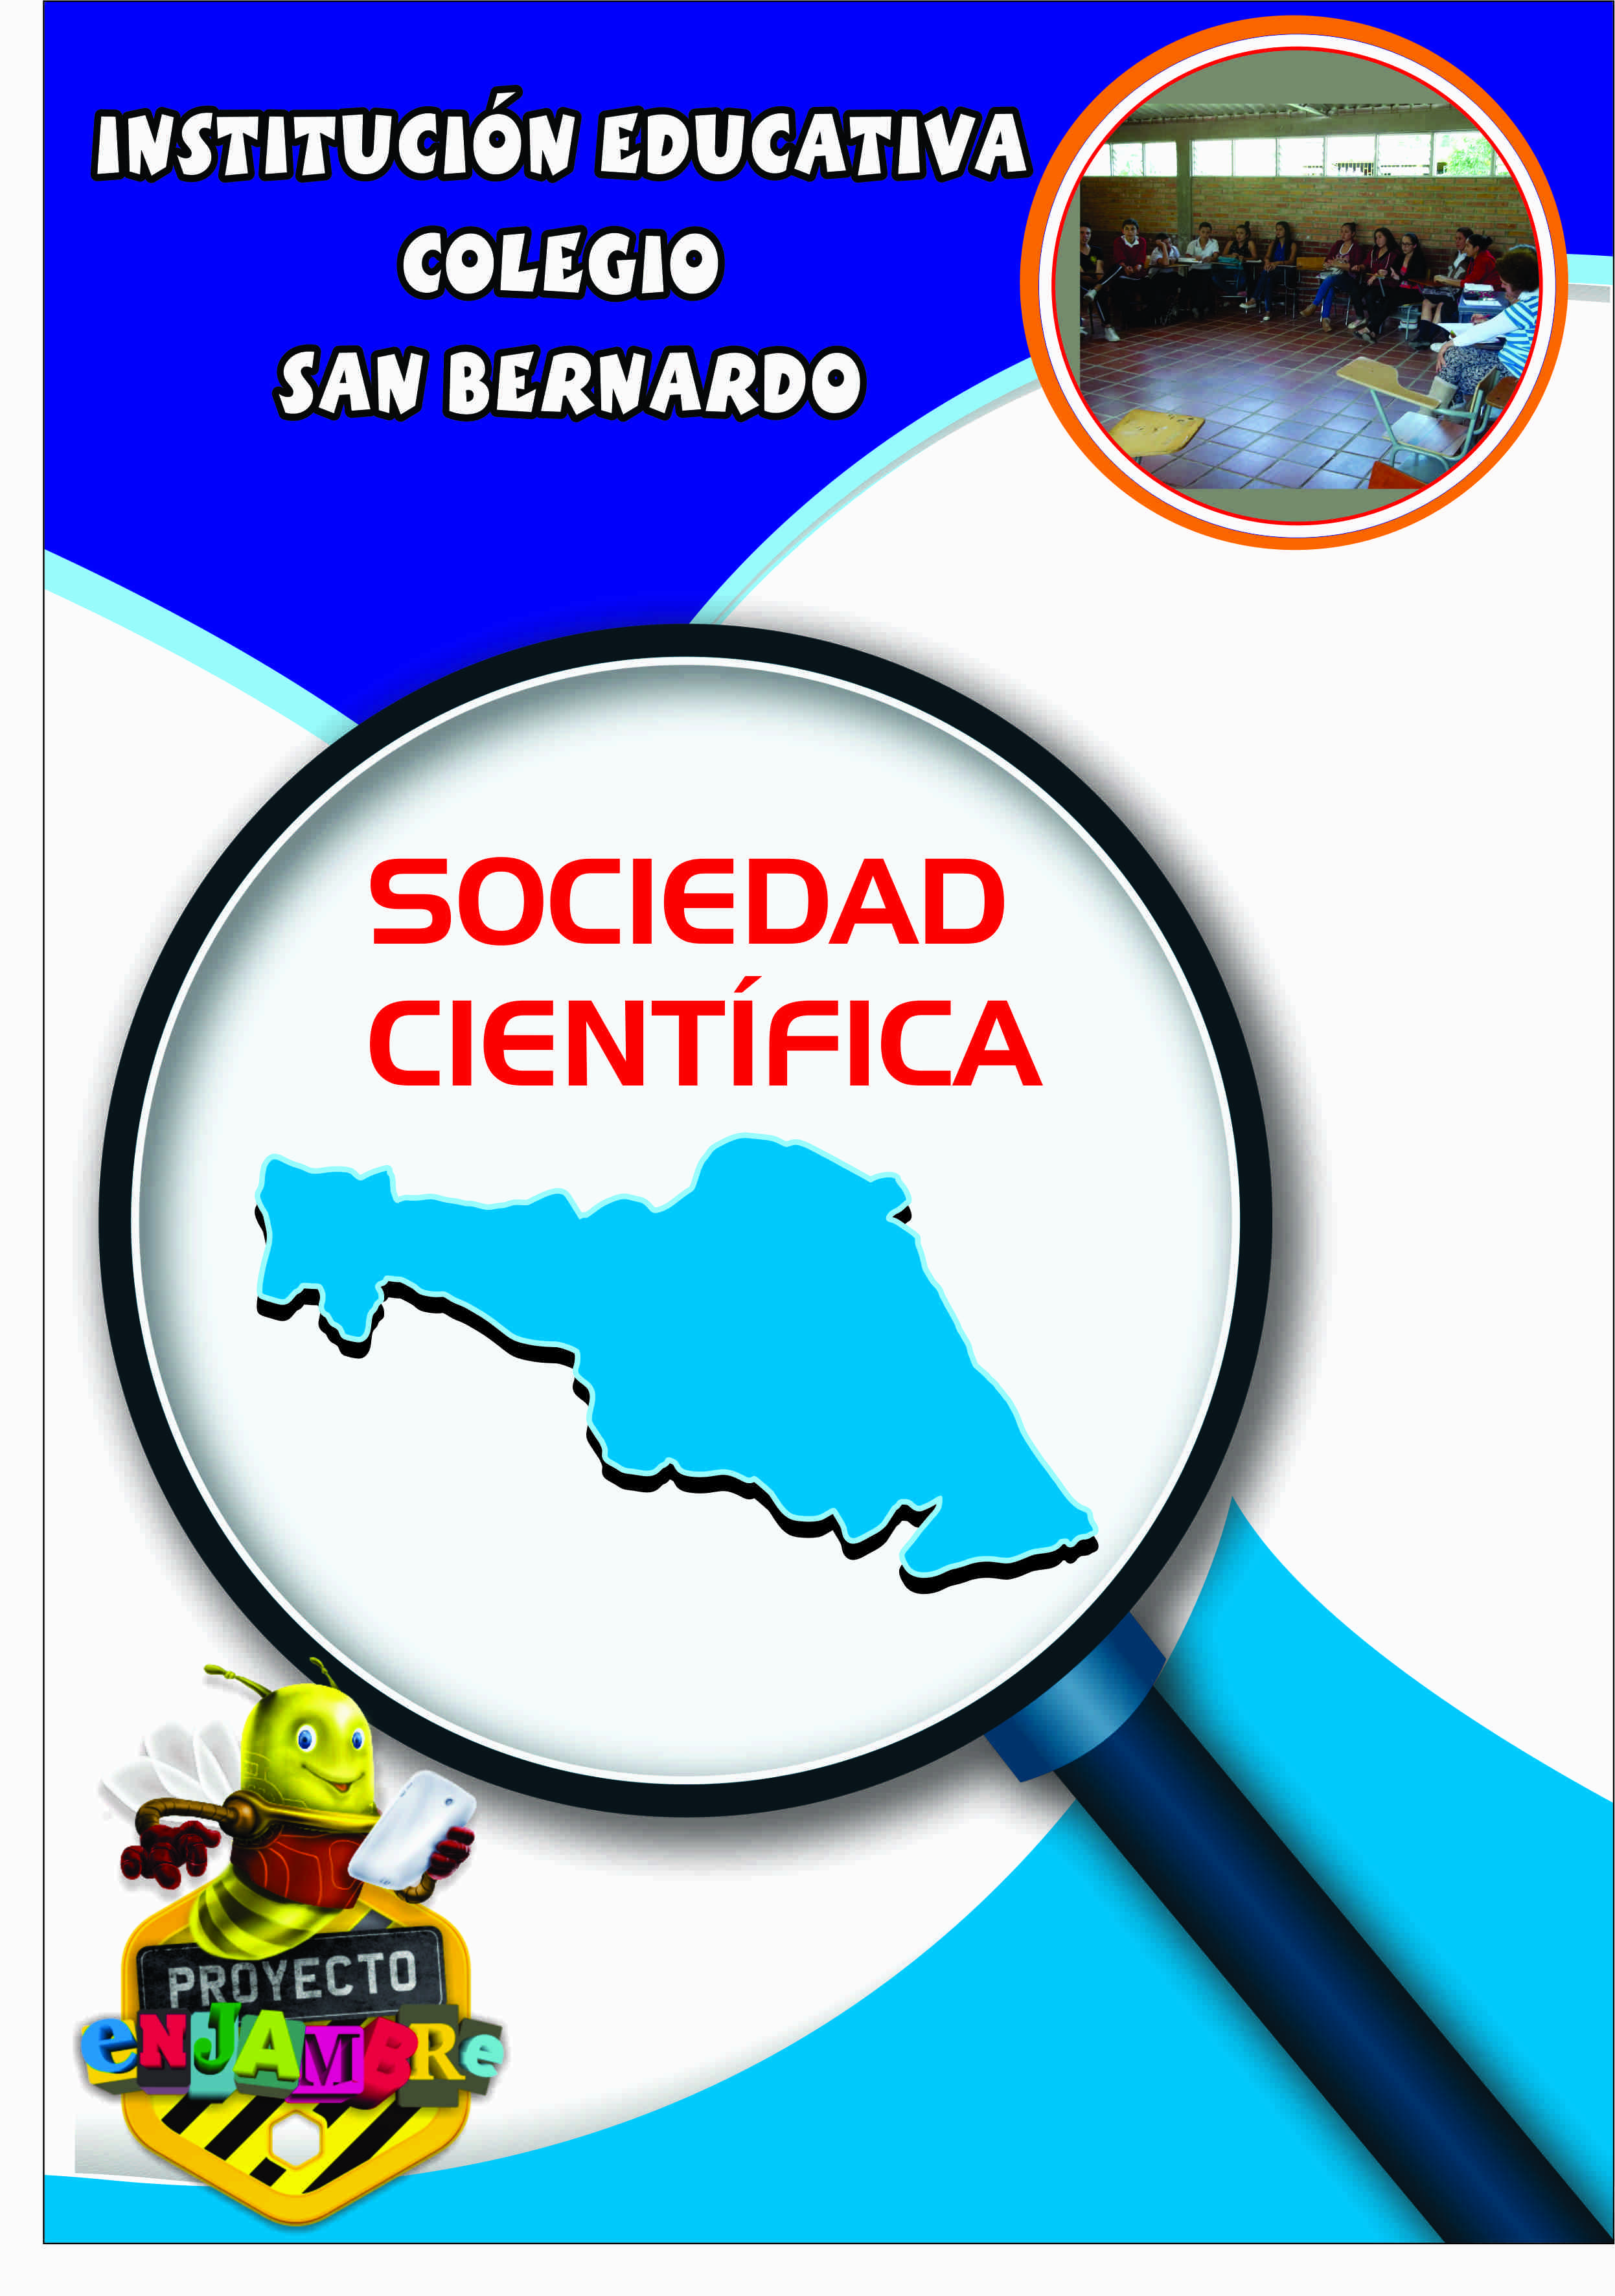 INSTITUCIÓN EDUCATIVA
COLEGIO
SAN BERNARDO
SOCIEDAD
CIENTÍFICA
PROYECTO
eNJAMBRe